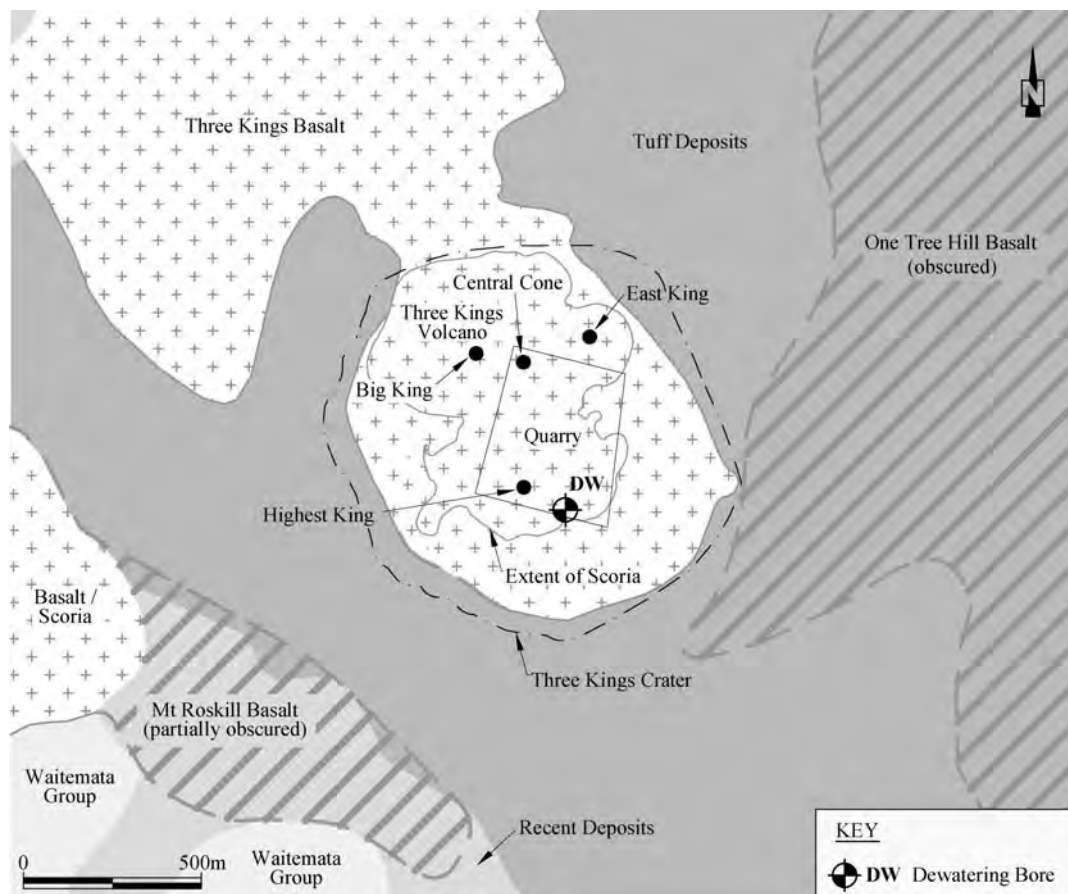 Three Kings Basalt
Tuff Deposits
N
One Tree Hill Basalt
(obscured)
Central Cone
East King
Three Kings
Volcano
Big King
Quarry
DW
Highest King
Extent of Scoria
Basalt /
Scoria
Three Kings Crater
Mt Roskill Basalt
(partially obscured)
Waitemata
Group
Recent Deposits
Waitemata
Group
0
500m
KEY
DW Dewatering Bore